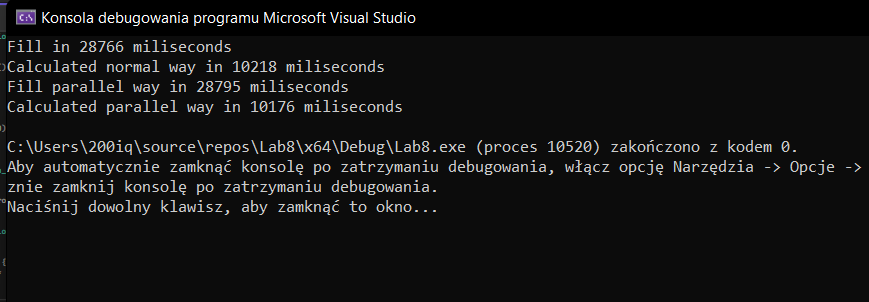 Konsola debugowania programu Microsoft Visual Studio
Fill in 28766 miliseconds
Calculated normal way in 10218 miliseconds
Fill parallel way in 28795 miliseconds
Calculated parallel way in 10176 miliseconds
C:\Users\200iq\source\repos\Lab8\x64\Debug\Lab8.exe (proces 10520) zakończono z kodem 0.
Aby automatycznie zamknąć konsolę po zatrzymaniu debugowania, włącz opcję Narzędzia -> Opcje ->
znie zamknij konsolę po zatrzymaniu debugowania.
Naciśnij dowolny klawisz, aby zamknąć to okno...